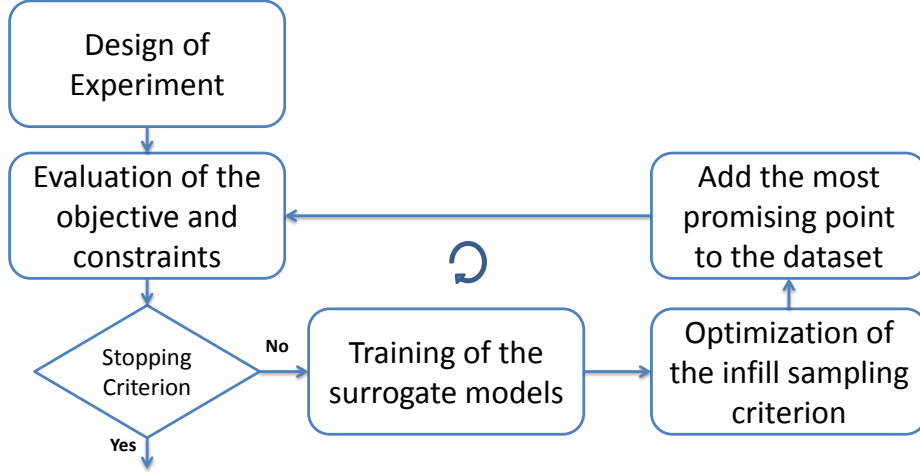 Design of
Experiment
Evaluation of the
objective and
constraints
Stopping
Criterion
Yes
No
Training of the
surrogate models
Optimization of
the infill sampling
criterion
Add the most
promising point
to the dataset